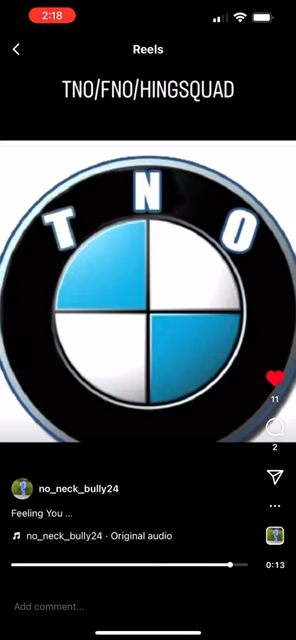 2:18
Reels
TNO/FNO/HINGSQUAD
T N O
11
2
no_neck_bully24
Feeling You ...
no_neck_bully24 · Original audio
0:13
Add comment...